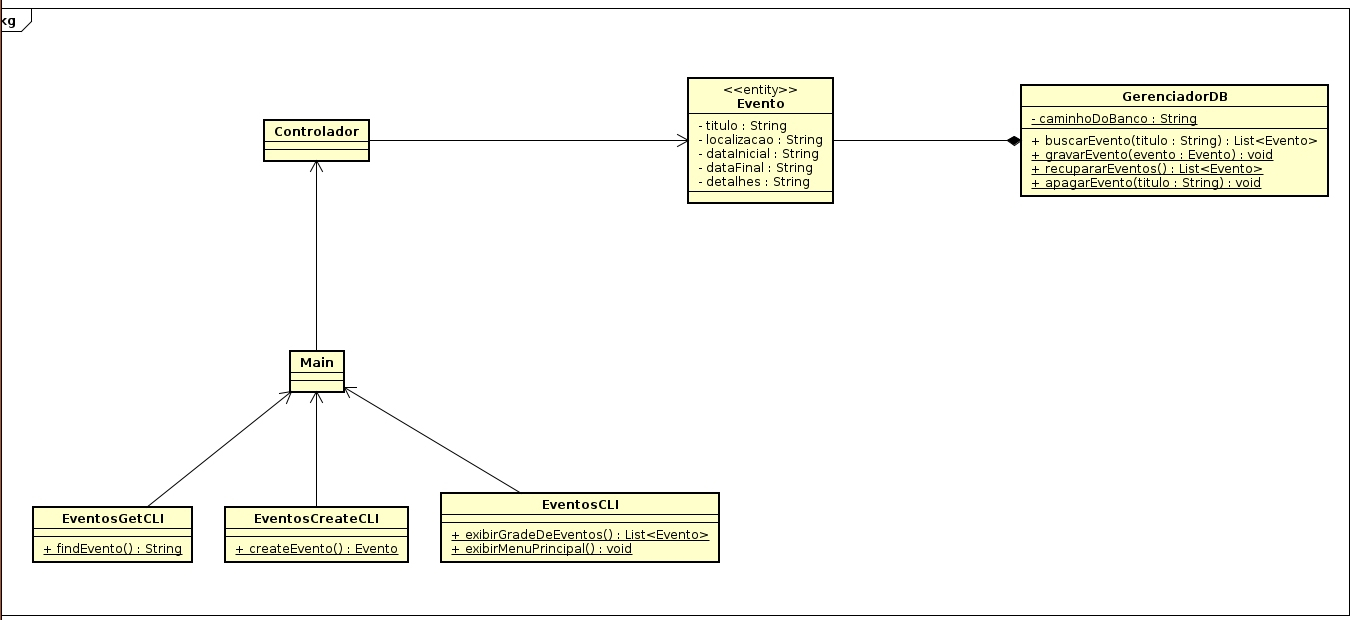 kg
<<entity>>
Evento
- titulo : String
- localizacao : String
- dataInicial : String
- dataFinal : String
- detalhes : String
GerenciadorDB
- caminhoDoBanco : String
+ buscarEvento(titulo : String) : List<Evento>
+ gravarEvento(evento : Evento) : void
+ recupararEventos() : List<Evento>
+ apagarEvento(titulo : String) : void
Controlador
Main
EventosGetCLI
+ findEvento() : String
EventosCreateCLI
+ createEvento() : Evento
EventosCLI
+ exibirGradeDeEventos() : List<Evento>
+ exibirMenuPrincipal() : void